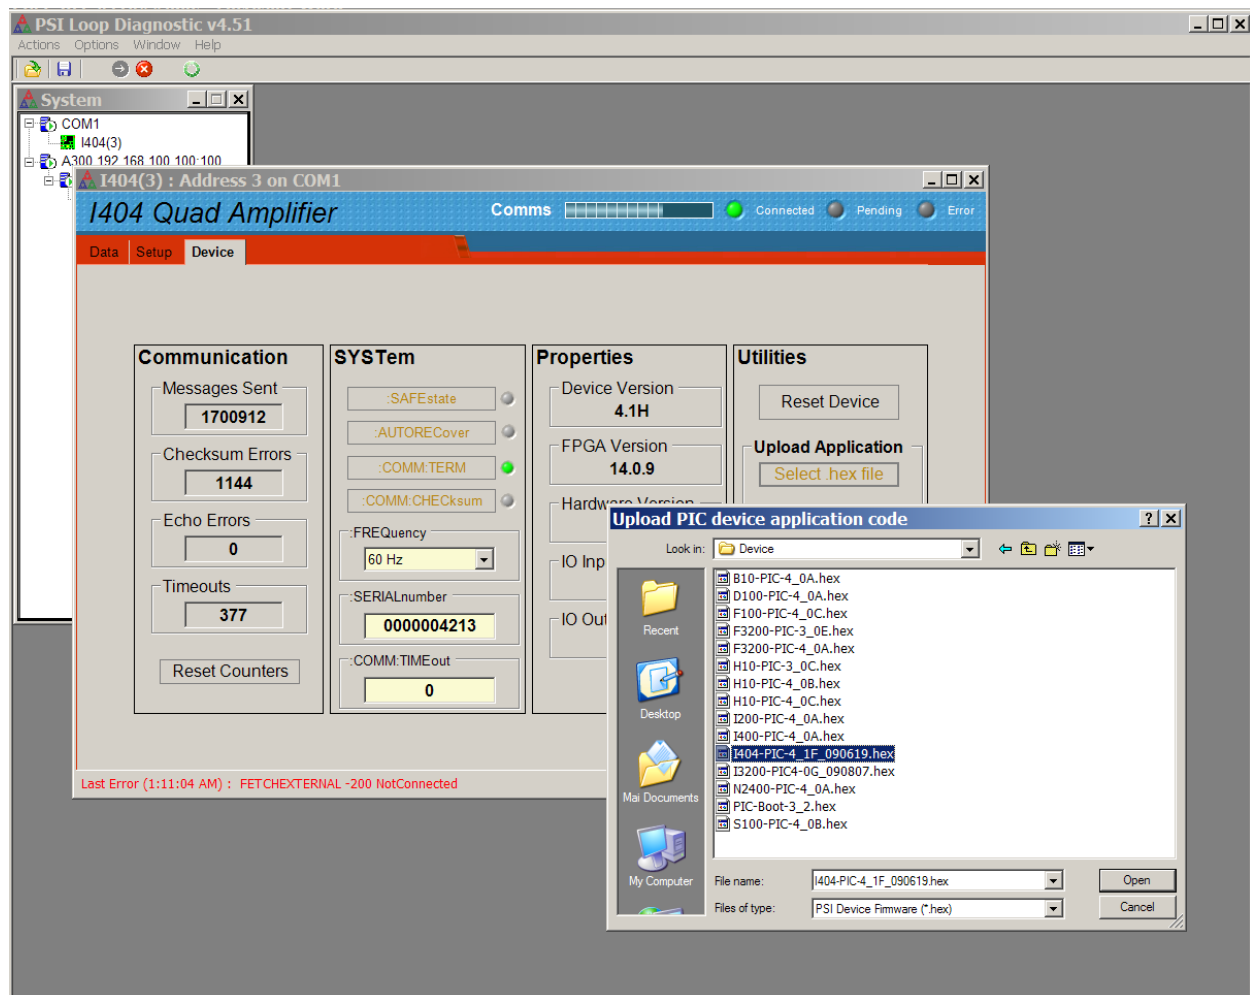 PSI Loop Diagnostic v4.51
Actions Options Window Help
System
COM1
I404(3)
A300 192.168.100.100:100
I404(3) : Address 3 on COM1
I404 Quad Amplifier
Comms
Connected
Pending
Error
Data Setup Device
Communication
Messages Sent
1700912
Checksum Errors
1144
Echo Errors
0
Timeouts
377
Reset Counters
SYSTem
:SAFEstate
:AUTORECover
:COMM:TERM
:COMM:CHECksum
:FREQuency
60 Hz
:SERIALnumber
0000004213
:COMM:TIMEout
0
Properties
Device Version
4.1H
FPGA Version
14.0.9
Hardware Version
IO Inp
IO Out
Utilities
Reset Device
Upload Application
Select .hex file
Last Error (1:11:04 AM) : FETCHEXTERNAL -200 NotConnected
Upload PIC device application code
Look in: Device
Recent
Desktop
Mai Documents
My Computer
B10-PIC-4_0A.hex
D100-PIC-4_0A.hex
F100-PIC-4_0C.hex
F3200-PIC-3_0E.hex
F3200-PIC-4_0A.hex
H10-PIC-3_0C.hex
H10-PIC-4_0B.hex
H10-PIC-4_0C.hex
I200-PIC-4_0A.hex
I400-PIC-4_0A.hex
I404-PIC-4_1F_090619.hex
I3200-PIC4-0G_090807.hex
N2400-PIC-4_0A.hex
PIC-Boot-3_2.hex
S100-PIC-4_0B.hex
File name: I404-PIC-4_1F_090619.hex Open
Files of type: PSI Device Firmware (*.hex) Cancel